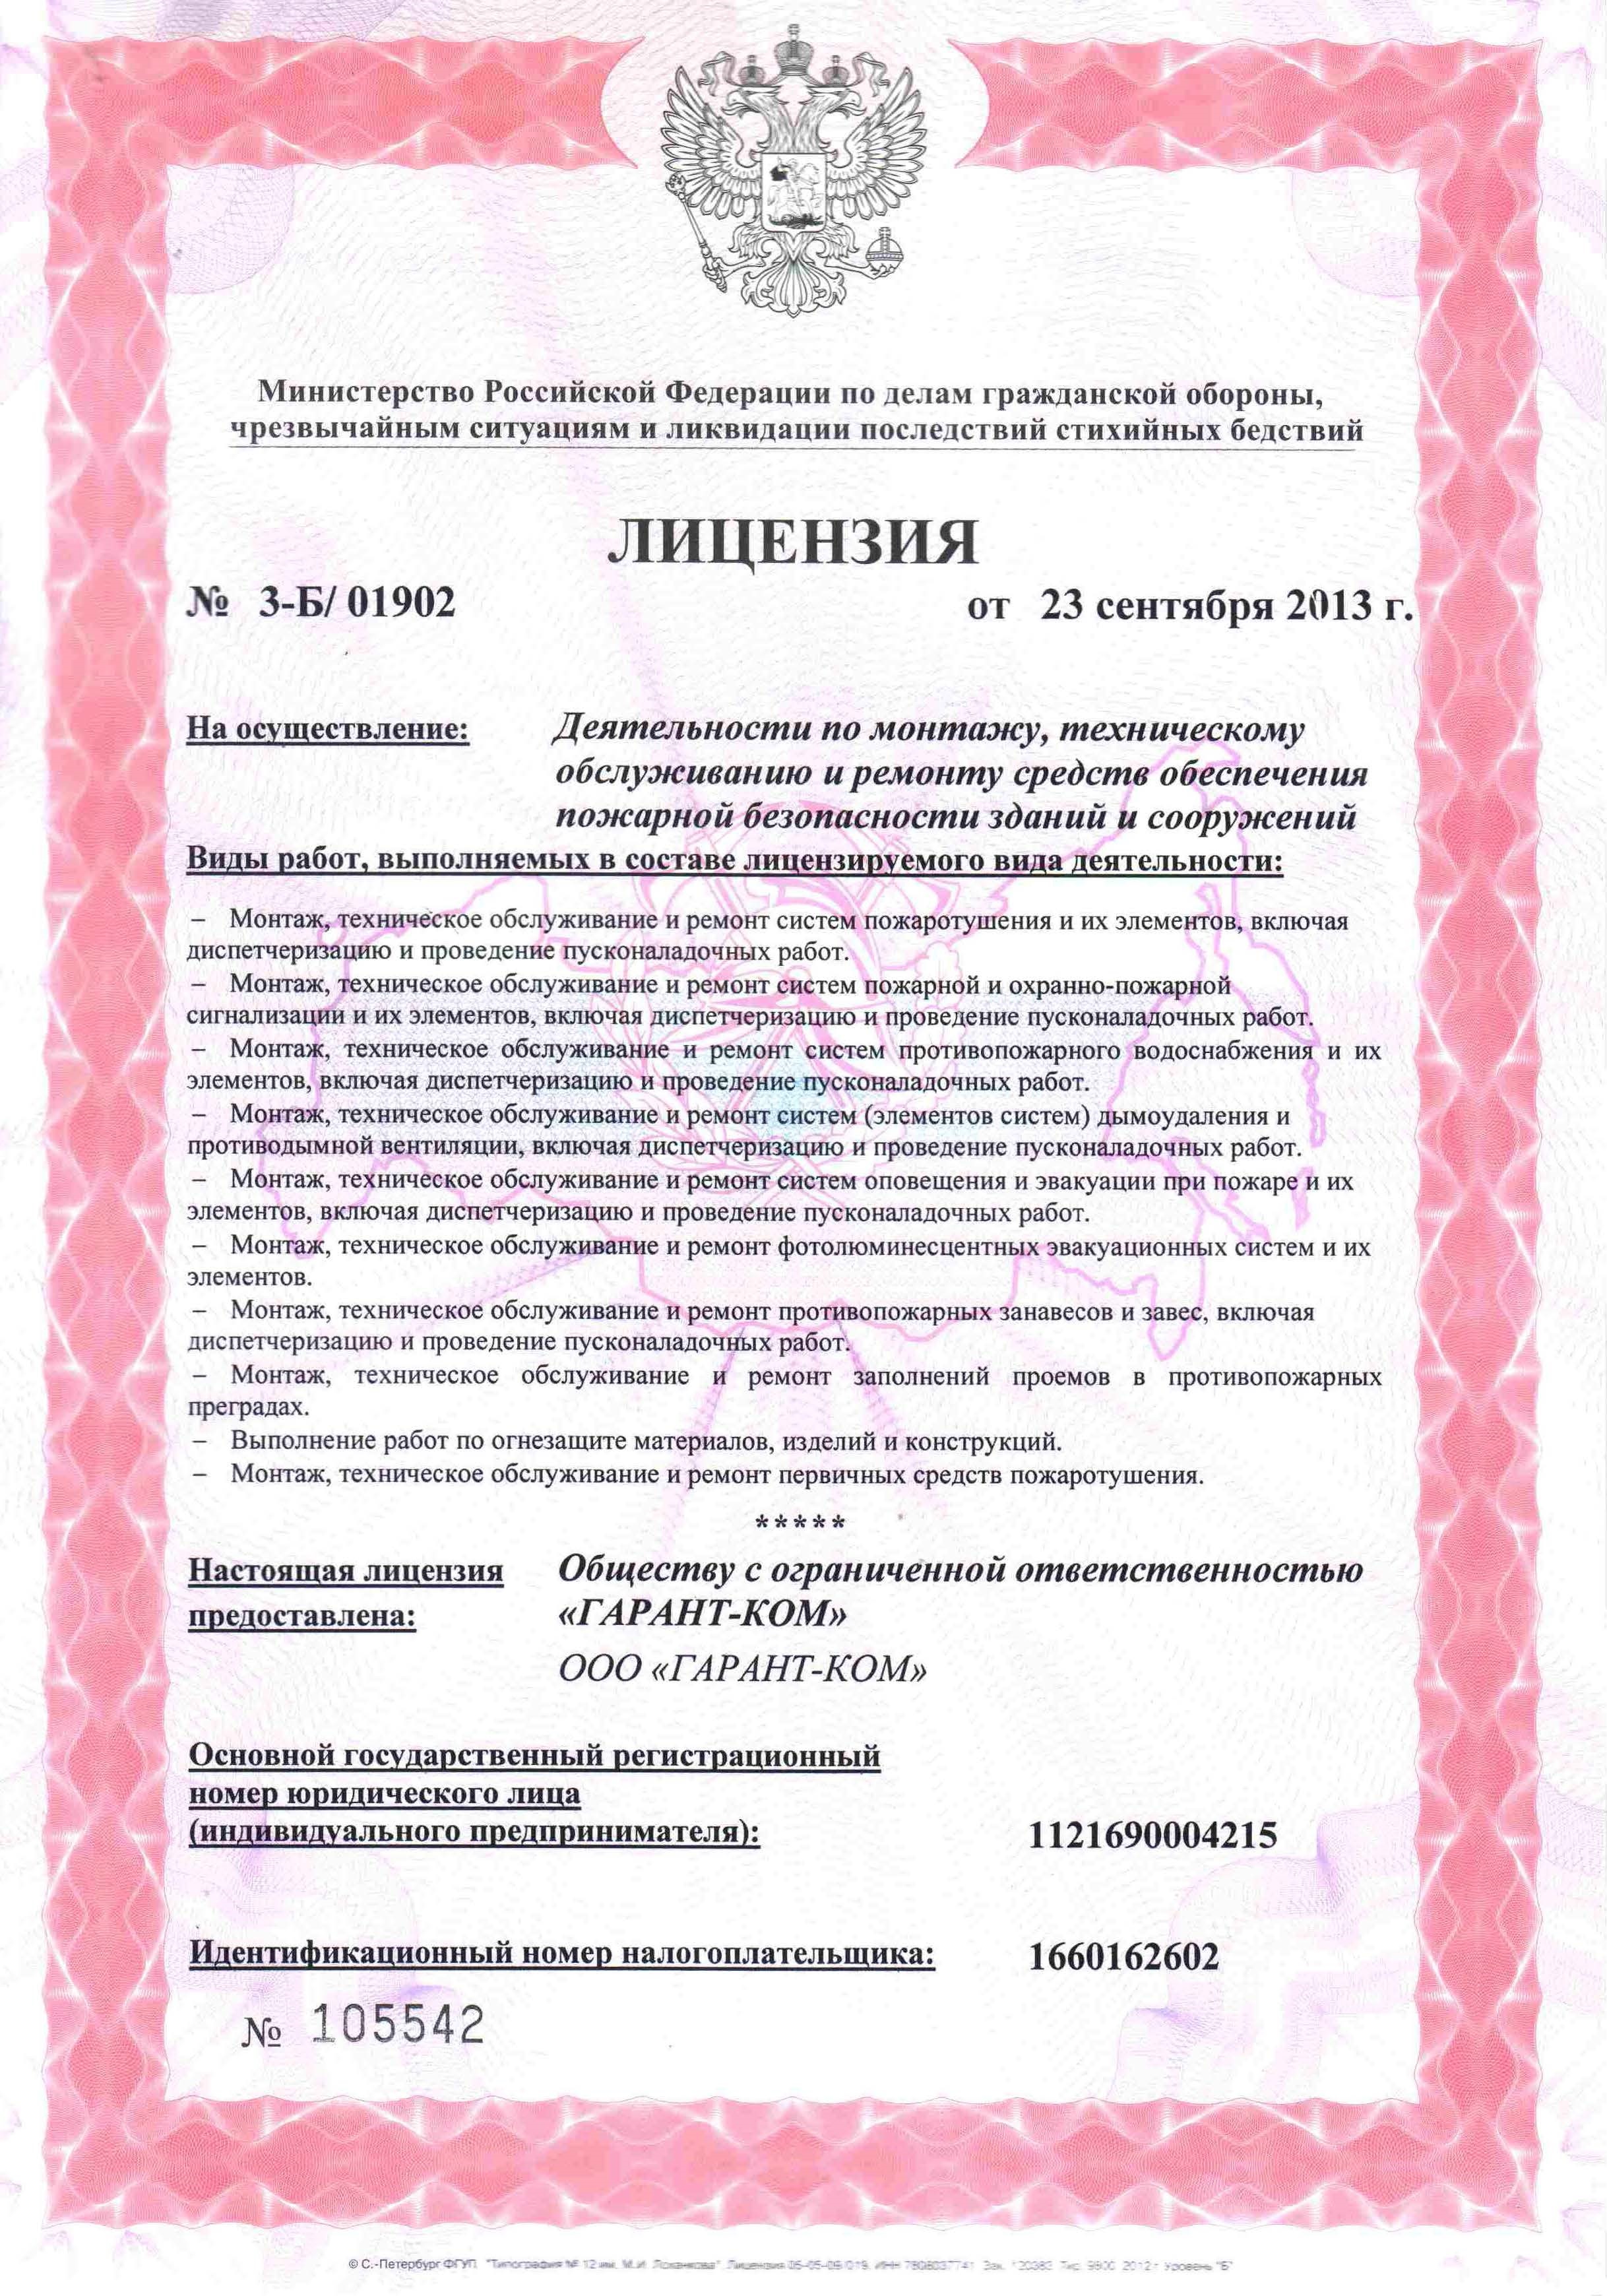 Министерство Российской Федерации по делам гражданской обороны,
чрезвычайным ситуациям и ликвидации последствий стихийных бедствий
ЛИЦЕНЗИЯ
№ 3-Б/ 01902 от 23 сентября 2013 г.
На осуществление: Деятельности по монтажу, техническому
обслуживанию и ремонту средств обеспечения
пожарной безопасности зданий и сооружений
Виды работ, выполняемых в составе лицензируемого вида деятельности:
– Монтаж, техническое обслуживание и ремонт систем пожаротушения и их элементов, включая
диспетчеризацию и проведение пусконаладочных работ.
– Монтаж, техническое обслуживание и ремонт систем пожарной и охранно-пожарной
сигнализации и их элементов, включая диспетчеризацию и проведение пусконаладочных работ.
– Монтаж, техническое обслуживание и ремонт систем противопожарного водоснабжения и их
элементов, включая диспетчеризацию и проведение пусконаладочных работ.
– Монтаж, техническое обслуживание и ремонт систем (элементов систем) дымоудаления и
противодымной вентиляции, включая диспетчеризацию и проведение пусконаладочных работ.
– Монтаж, техническое обслуживание и ремонт систем оповещения и эвакуации при пожаре и их
элементов, включая диспетчеризацию и проведение пусконаладочных работ.
– Монтаж, техническое обслуживание и ремонт фотолюминесцентных эвакуационных систем и их
элементов.
– Монтаж, техническое обслуживание и ремонт противопожарных занавесов и завес, включая
диспетчеризацию и проведение пусконаладочных работ.
– Монтаж, техническое обслуживание и ремонт заполнений проемов в противопожарных
преградах.
– Выполнение работ по огнезащите материалов, изделий и конструкций.
– Монтаж, техническое обслуживание и ремонт первичных средств пожаротушения.
*****
Настоящая лицензия Обществу с ограниченной ответственностью
предоставлена: «ГАРАНТ-КОМ»
ООО «ГАРАНТ-КОМ»
Основной государственный регистрационный
номер юридического лица
(индивидуального предпринимателя): 1121690004215
Идентификационный номер налогоплательщика: 1660162602
№ 105542
© С.-Петербург ФГУП "Типография № 12 им. М.И. Лоханкова" Лицензия 2012 г. Уровень "Б"